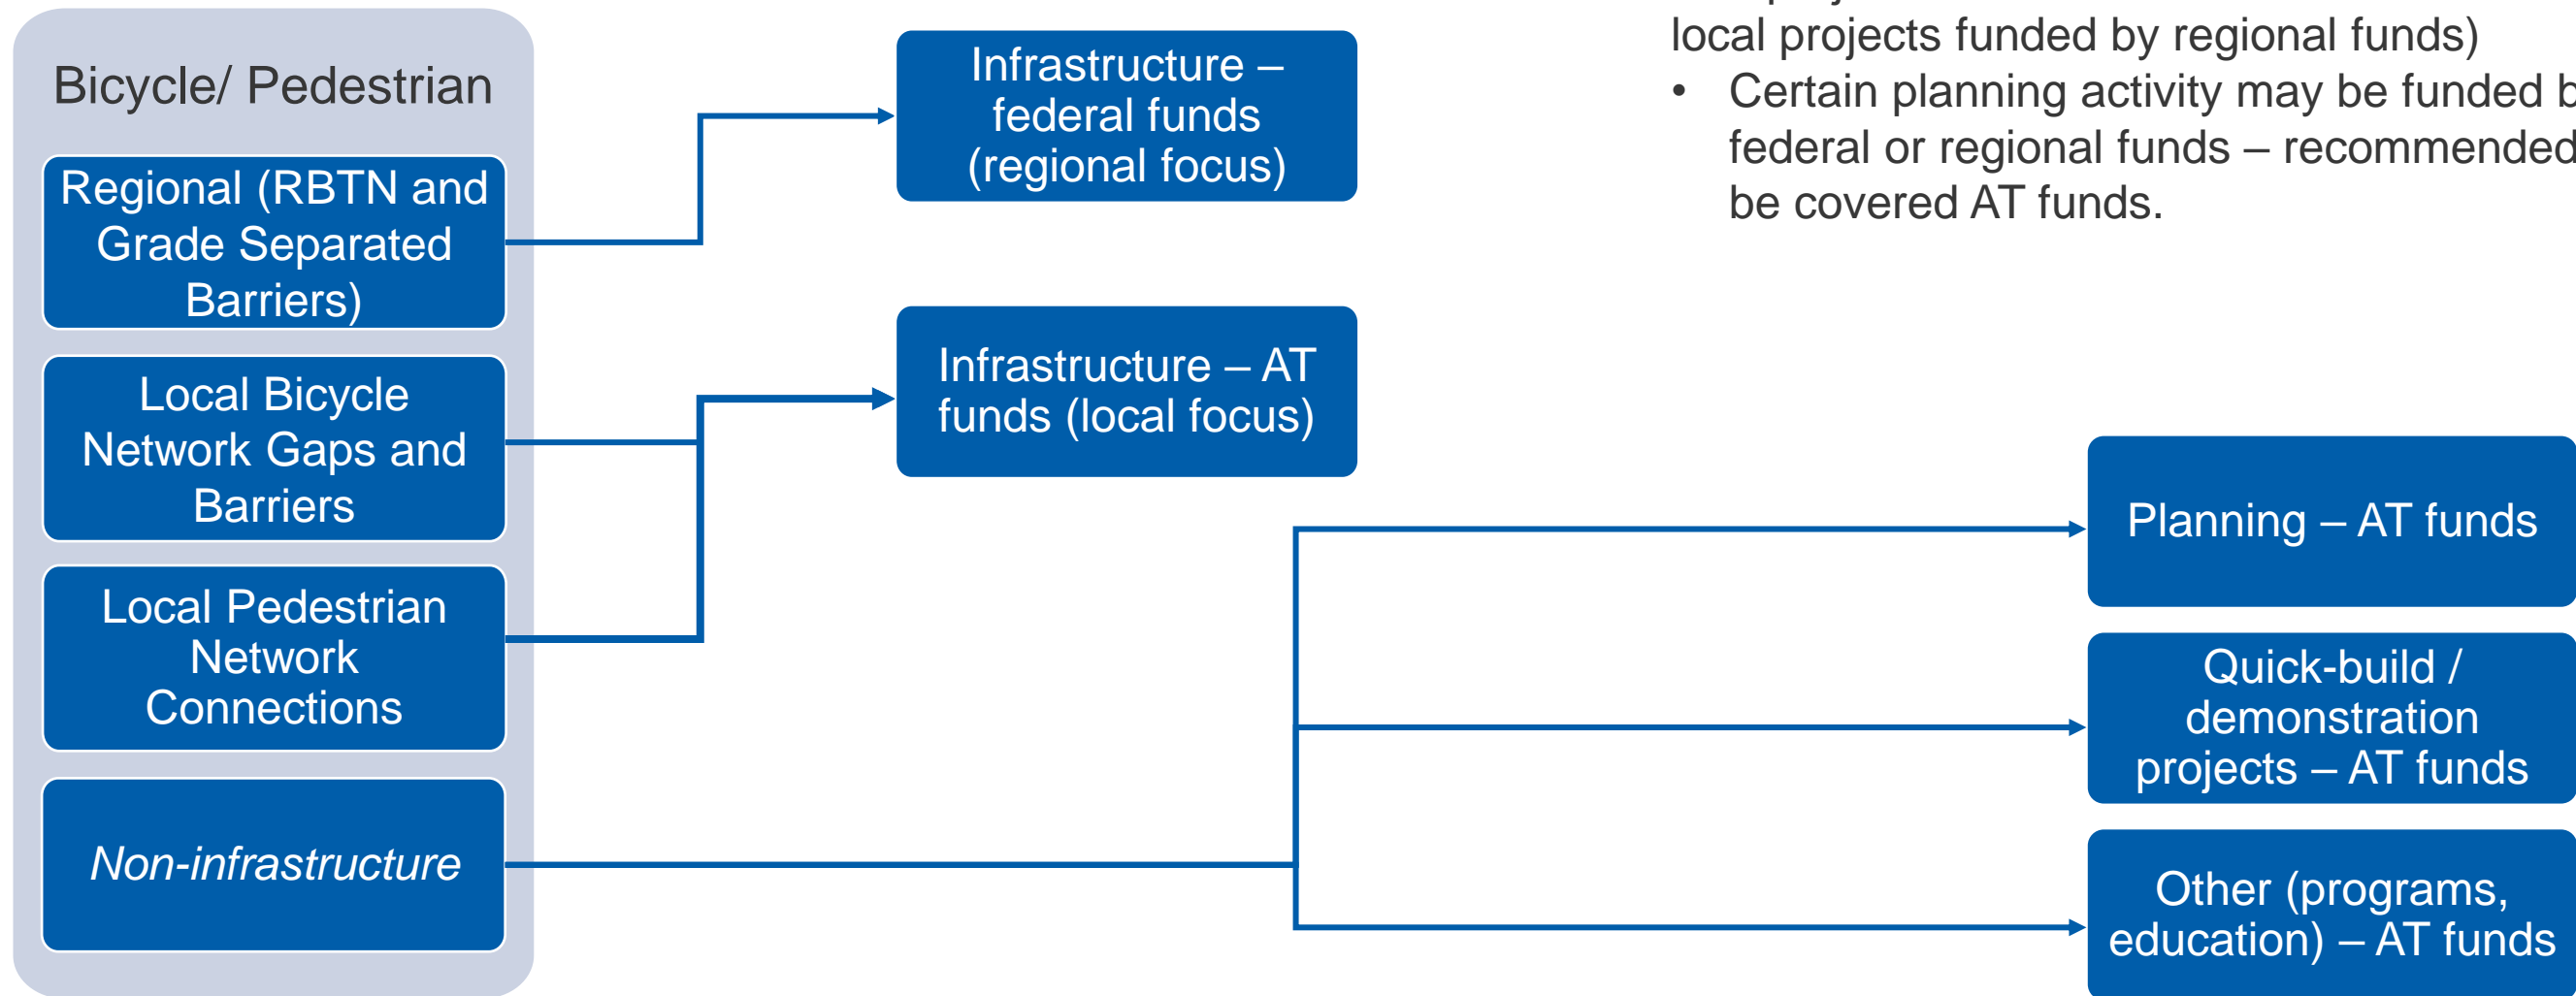 Bicycle/ Pedestrian
Regional (RBTN and
Grade Separated
Barriers)
Local Bicycle
Network Gaps and
Barriers
Local Pedestrian
Network
Connections
Non-infrastructure
Infrastructure –
federal funds
(regional focus)
Infrastructure – AT
funds (local focus)
local projects funded by regional funds)
• Certain planning activity may be funded
federal or regional funds – recommended
be covered AT funds.
Planning – AT funds
Quick-build /
demonstration
projects – AT funds
Other (programs,
education) – AT funds